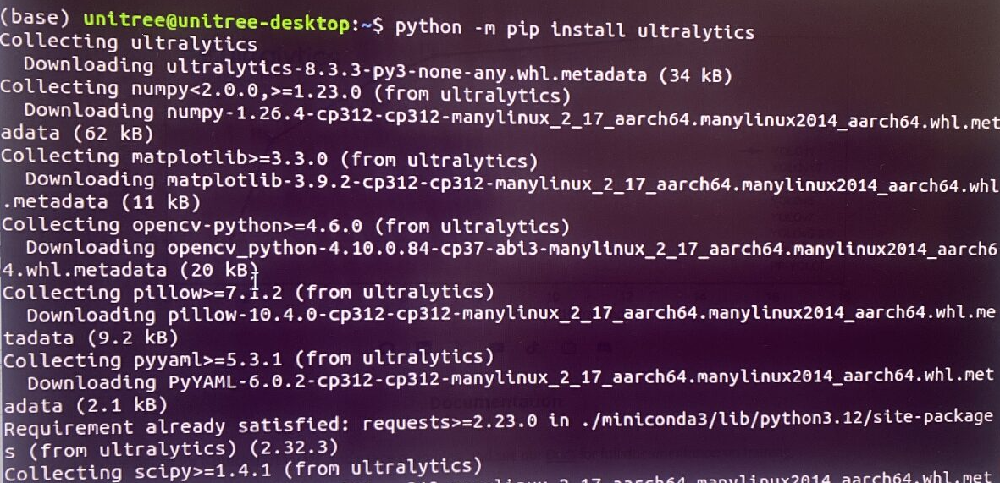 (base) unitree@unitree-desktop:~$ python -m pip install ultralytics
Collecting ultralytics
  Downloading ultralytics-8.3.3-py3-none-any.whl.metadata (34 kB)
Collecting numpy<2.0.0,>=1.23.0 (from ultralytics)
  Downloading numpy-1.26.4-cp312-cp312-manylinux_2_17_aarch64.manylinux2014_aarch64.whl.met
adata (62 kB)
Collecting matplotlib>=3.3.0 (from ultralytics)
  Downloading matplotlib-3.9.2-cp312-cp312-manylinux_2_17_aarch64.manylinux2014_aarch64.whl
.metadata (11 kB)
Collecting opencv-python>=4.6.0 (from ultralytics)
  Downloading opencv_python-4.10.0.84-cp37-abi3-manylinux_2_17_aarch64.manylinux2014_aarch6
4.whl.metadata (20 kB)
Collecting pillow>=7.1.2 (from ultralytics)
  Downloading pillow-10.4.0-cp312-cp312-manylinux_2_17_aarch64.manylinux2014_aarch64.whl.me
tadata (9.2 kB)
Collecting pyyaml>=5.3.1 (from ultralytics)
  Downloading PyYAML-6.0.2-cp312-cp312-manylinux_2_17_aarch64.manylinux2014_aarch64.whl.met
adata (2.1 kB)
Documentation
Requirement already satisfied: requests>=2.23.0 in ./miniconda3/lib/python3.12/site-package
s (from ultralytics) (2.32.3)
Collecting scipy>=1.4.1 (from ultralytics)